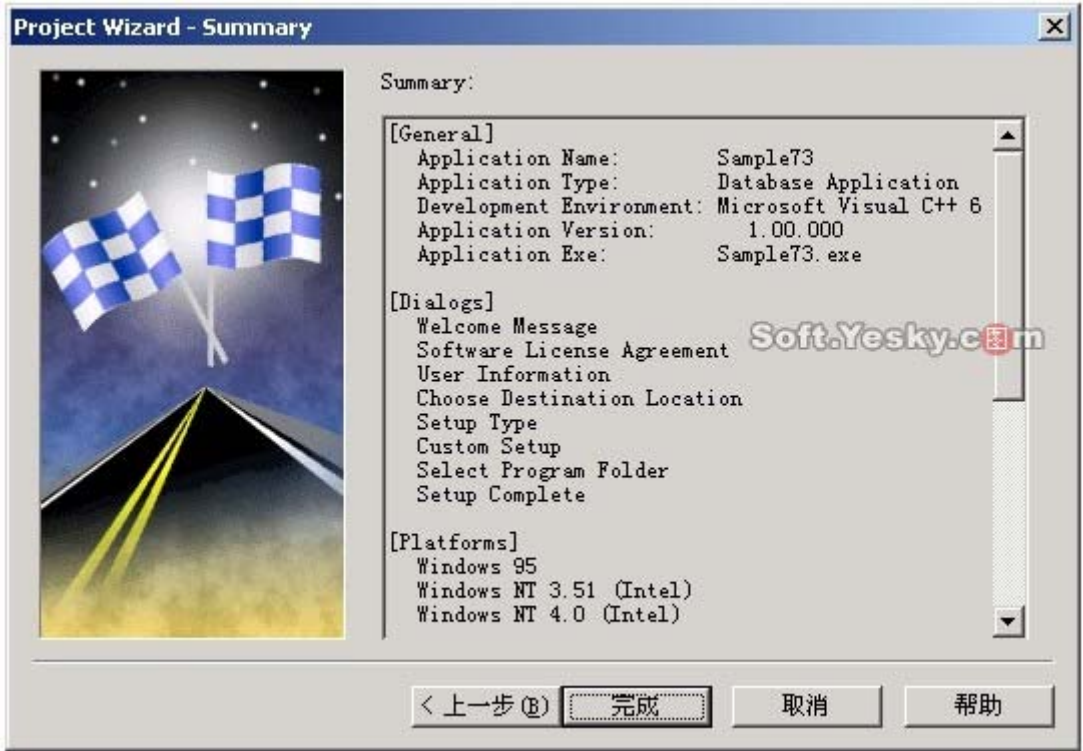 Project Wizard - Summary
Summary:
[General]
Application Name: Sample73
Application Type: Database Application
Development Environment: Microsoft Visual C++ 6
Application Version: 1.00.000
Application Exe: Sample73.exe
[Dialogs]
Welcome Message
Software License Agreement
Soft.Yesky.c图m
User Information
Choose Destination Location
Setup Type
Custom Setup
Select Program Folder
Setup Complete
[Platforms]
Windows 95
Windows NT 3.51 (Intel)
Windows NT 4.0 (Intel)
< 上一步(B) 完成 取消 帮助